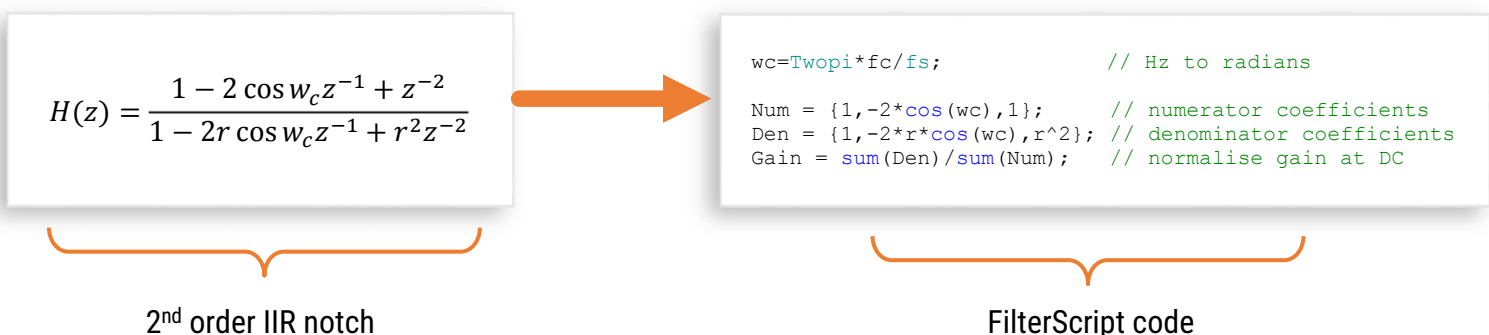 H(z) = (1 − 2 cos w_c z⁻¹ + z⁻²) / (1 − 2r cos w_c z⁻¹ + r² z⁻²)
wc=Twopi*fc/fs; // Hz to radians
Num = {1,-2*cos(wc),1}; // numerator coefficients
Den = {1,-2*r*cos(wc),r^2}; // denominator coefficients
Gain = sum(Den)/sum(Num); // normalise gain at DC
2nd order IIR notch
FilterScript code